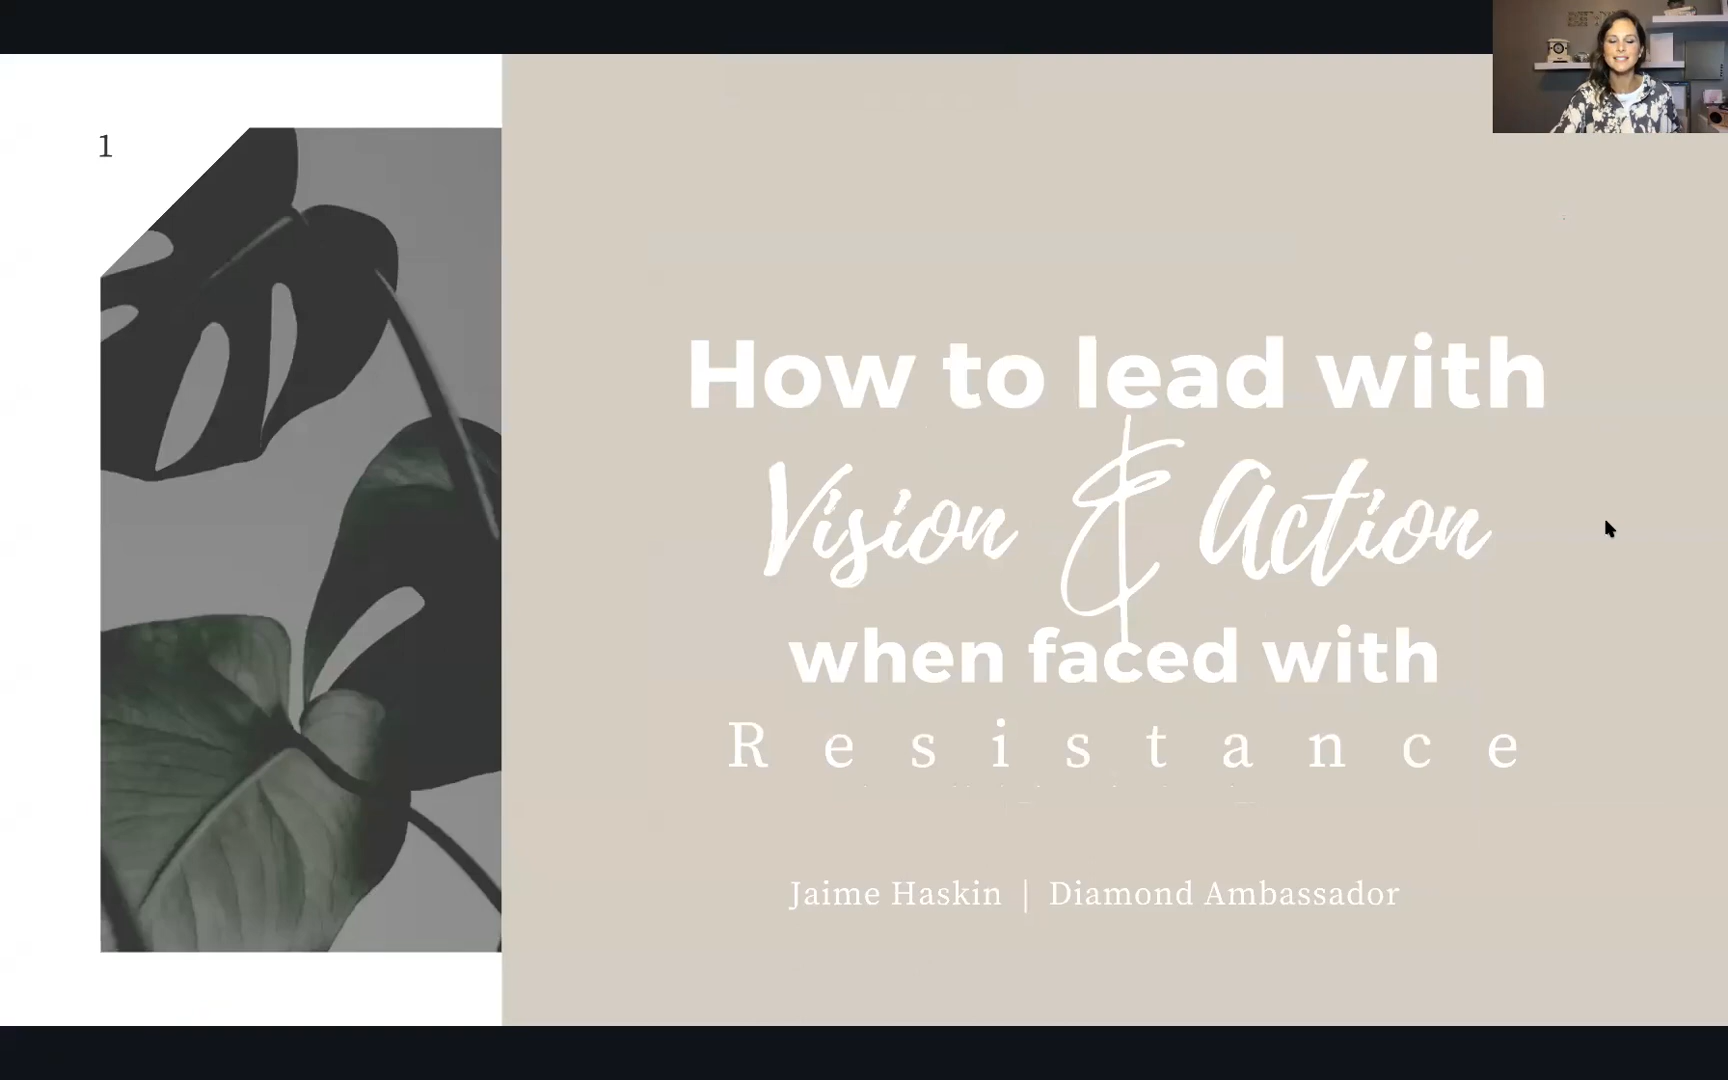 1
How to lead with
Vision & Action
when faced with
Resistance
Jaime Haskin | Diamond Ambassador